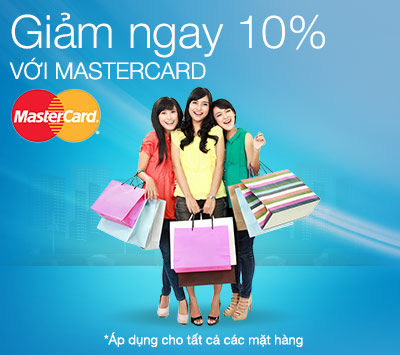 Giảm ngay 10%
VỚI MASTERCARD
MasterCard
*Áp dụng cho tất cả các mặt hàng